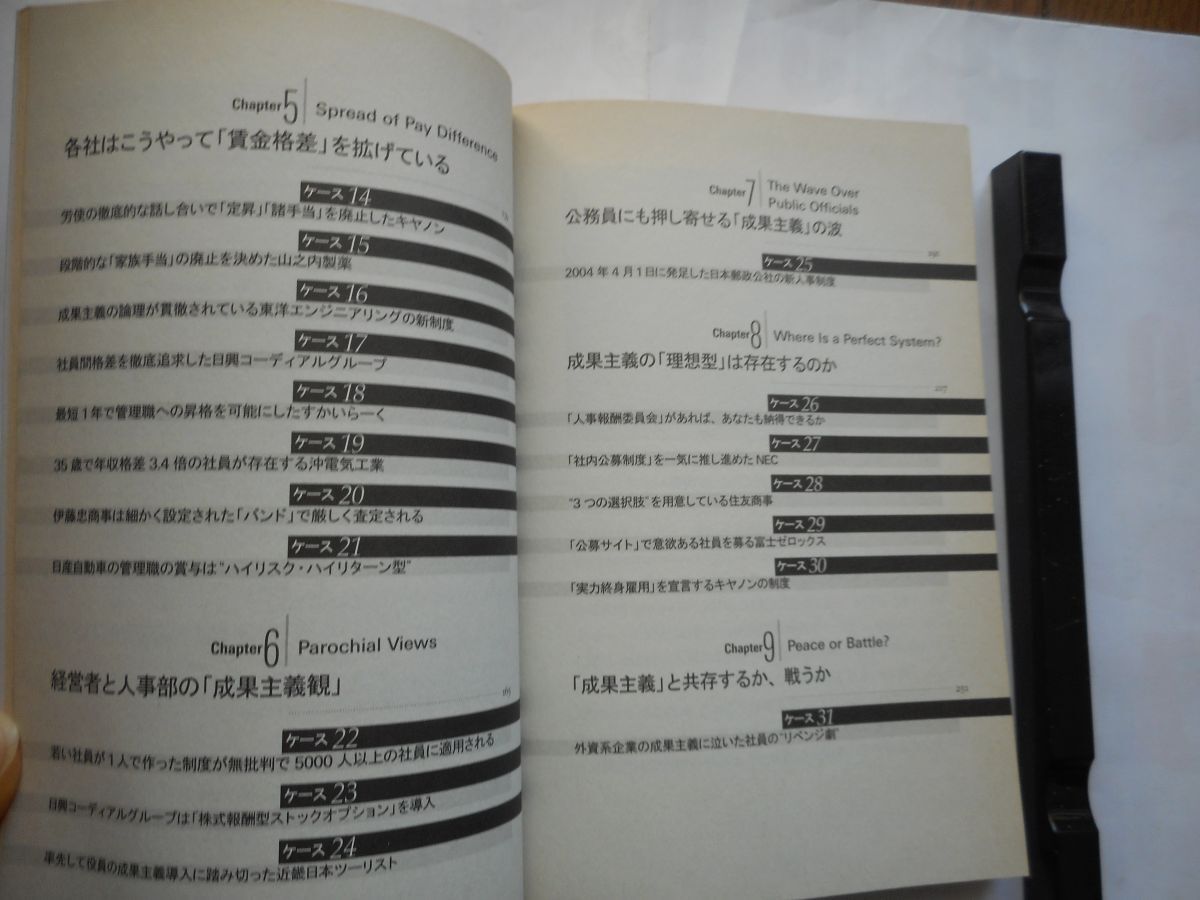 Chapter 5 Spread of Pay Difference
各社はこうやって「賃金格差」を拡げている
ケース 14
労使の徹底的な話し合いで「定昇」「諸手当」を廃止したキヤノン
ケース 15
段階的な「家族手当」の廃止を決めた山之内製薬
ケース 16
成果主義の論理が貫徹されている東洋エンジニアリングの新制度
ケース 17
社員間格差を徹底追求した日興コーディアルグループ
ケース 18
最短1年で管理職への昇格を可能にしたすかいらーく
ケース 19
35歳で年収格差3.4倍の社員が存在する沖電気工業
ケース 20
伊藤忠商事は細かく設定された「バンド」で厳しく査定される
ケース 21
日産自動車の管理職の賞与は“ハイリスク・ハイリターン型”
Chapter 6 Parochial Views
経営者と人事部の「成果主義観」
165
ケース 22
若い社員が1人で作った制度が無批判で5000人以上の社員に適用される
ケース 23
日興コーディアルグループは「株式報酬型ストックオプション」を導入
ケース 24
率先して役員の成果主義導入に踏み切った近畿日本ツーリスト
Chapter 7 The Wave Over
Public Officials
公務員にも押し寄せる「成果主義」の波
ケース 25
2004年4月1日に発足した日本郵政公社の新人事制度
Chapter 8 Where Is a Perfect System?
成果主義の「理想型」は存在するのか
ケース 26
「人事報酬委員会」があれば、あなたも納得できるか
ケース 27
「社内公募制度」を一気に推し進めたNEC
ケース 28
“3つの選択肢”を用意している住友商事
ケース 29
「公募サイト」で意欲ある社員を募る富士ゼロックス
ケース 30
「実力終身雇用」を宣言するキヤノンの制度
Chapter 9 Peace or Battle?
「成果主義」と共存するか、戦うか
251
ケース 31
外資系企業の成果主義に泣いた社員の“リベンジ劇”